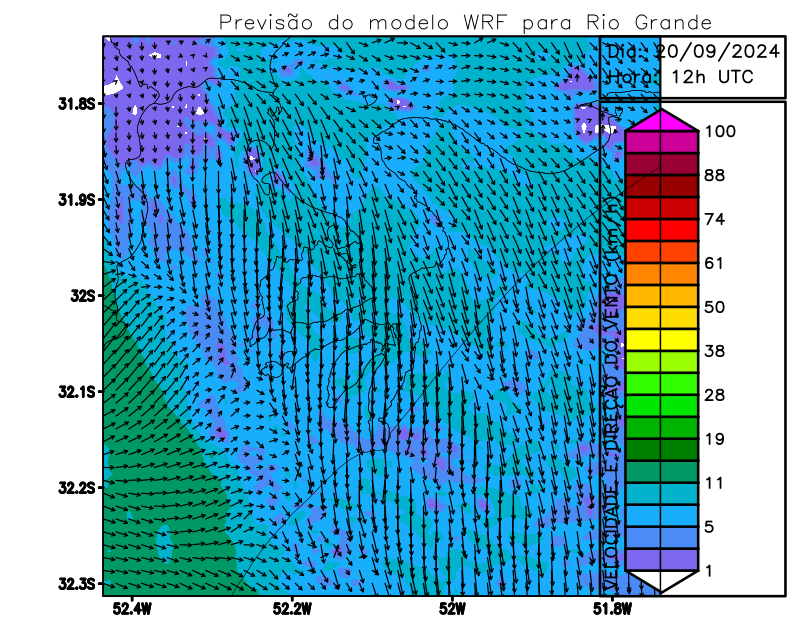 Previsão do modelo WRF para Rio Grande
Dia: 20/09/2024
Hora: 12h UTC
31.8S
31.9S
32S
32.1S
32.2S
32.3S
52.4W
52.2W
52W
51.8W
VELOCIDADE E DIREÇÃO DO VENTO (km/h)
100
88
74
61
50
38
28
19
11
5
1